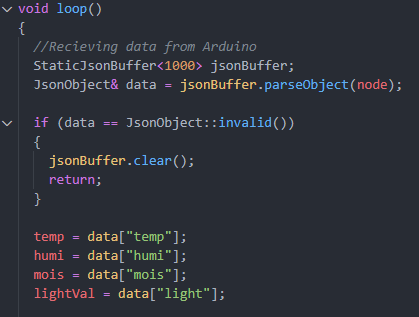 void loop()
{
//Recieving data from Arduino
StaticJsonBuffer<1000> jsonBuffer;
JsonObject& data = jsonBuffer.parseObject(node);
if (data == JsonObject::invalid())
{
jsonBuffer.clear();
return;
}
temp = data["temp"];
humi = data["humi"];
mois = data["mois"];
lightVal = data["light"];